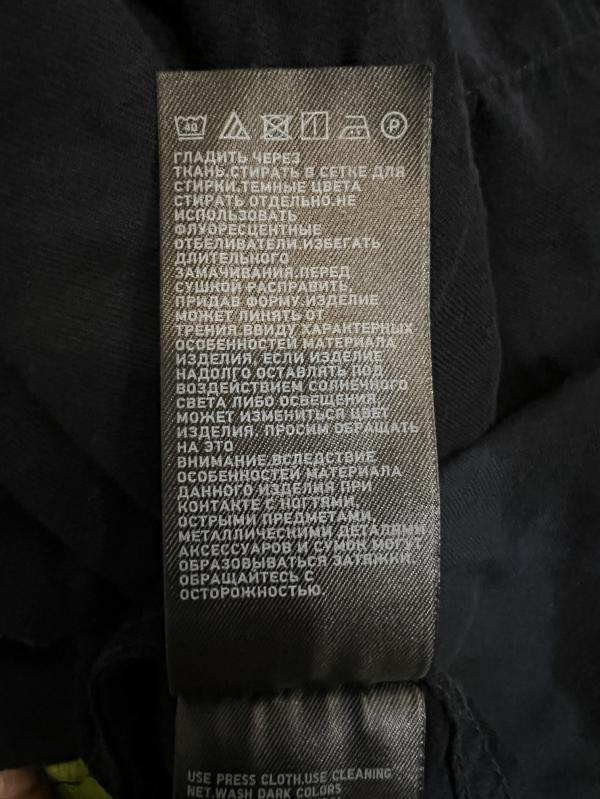 40
P
ГЛАДИТЬ ЧЕРЕЗ
ТКАНЬ.СТИРАТЬ В СЕТКЕ ДЛЯ
СТИРКИ.ТЕМНЫЕ ЦВЕТА
СТИРАТЬ ОТДЕЛЬНО.НЕ
ИСПОЛЬЗОВАТЬ
ФЛУОРЕСЦЕНТНЫЕ
ОТБЕЛИВАТЕЛИ.ИЗБЕГАТЬ
ДЛИТЕЛЬНОГО
ЗАМАЧИВАНИЯ.ПЕРЕД
СУШКОЙ РАСПРАВИТЬ,
ПРИДАВ ФОРМУ.ИЗДЕЛИЕ
МОЖЕТ ЛИНЯТЬ ОТ
ТРЕНИЯ.ВВИДУ ХАРАКТЕРНЫХ
ОСОБЕННОСТЕЙ МАТЕРИАЛА
ИЗДЕЛИЯ, ЕСЛИ ИЗДЕЛИЕ
НАДОЛГО ОСТАВЛЯТЬ ПОД
ВОЗДЕЙСТВИЕМ СОЛНЕЧНОГО
СВЕТА ЛИБО ОСВЕЩЕНИЯ,
МОЖЕТ ИЗМЕНИТЬСЯ ЦВЕТ
ИЗДЕЛИЯ. ПРОСИМ ОБРАЩАТЬ
НА ЭТО
ВНИМАНИЕ.ВСЛЕДСТВИЕ
ОСОБЕННОСТЕЙ МАТЕРИАЛА
ДАННОГО ИЗДЕЛИЯ ПРИ
КОНТАКТЕ С НОГТЯМИ,
ОСТРЫМИ ПРЕДМЕТАМИ,
МЕТАЛЛИЧЕСКИМИ ДЕТАЛЯМИ
АКСЕССУАРОВ И СУМОК МОГУТ
ОБРАЗОВЫВАТЬСЯ ЗАТЯЖКИ.
ОБРАЩАЙТЕСЬ С
ОСТОРОЖНОСТЬЮ.
USE PRESS CLOTH.USE CLEANING
NET.WASH DARK COLORS